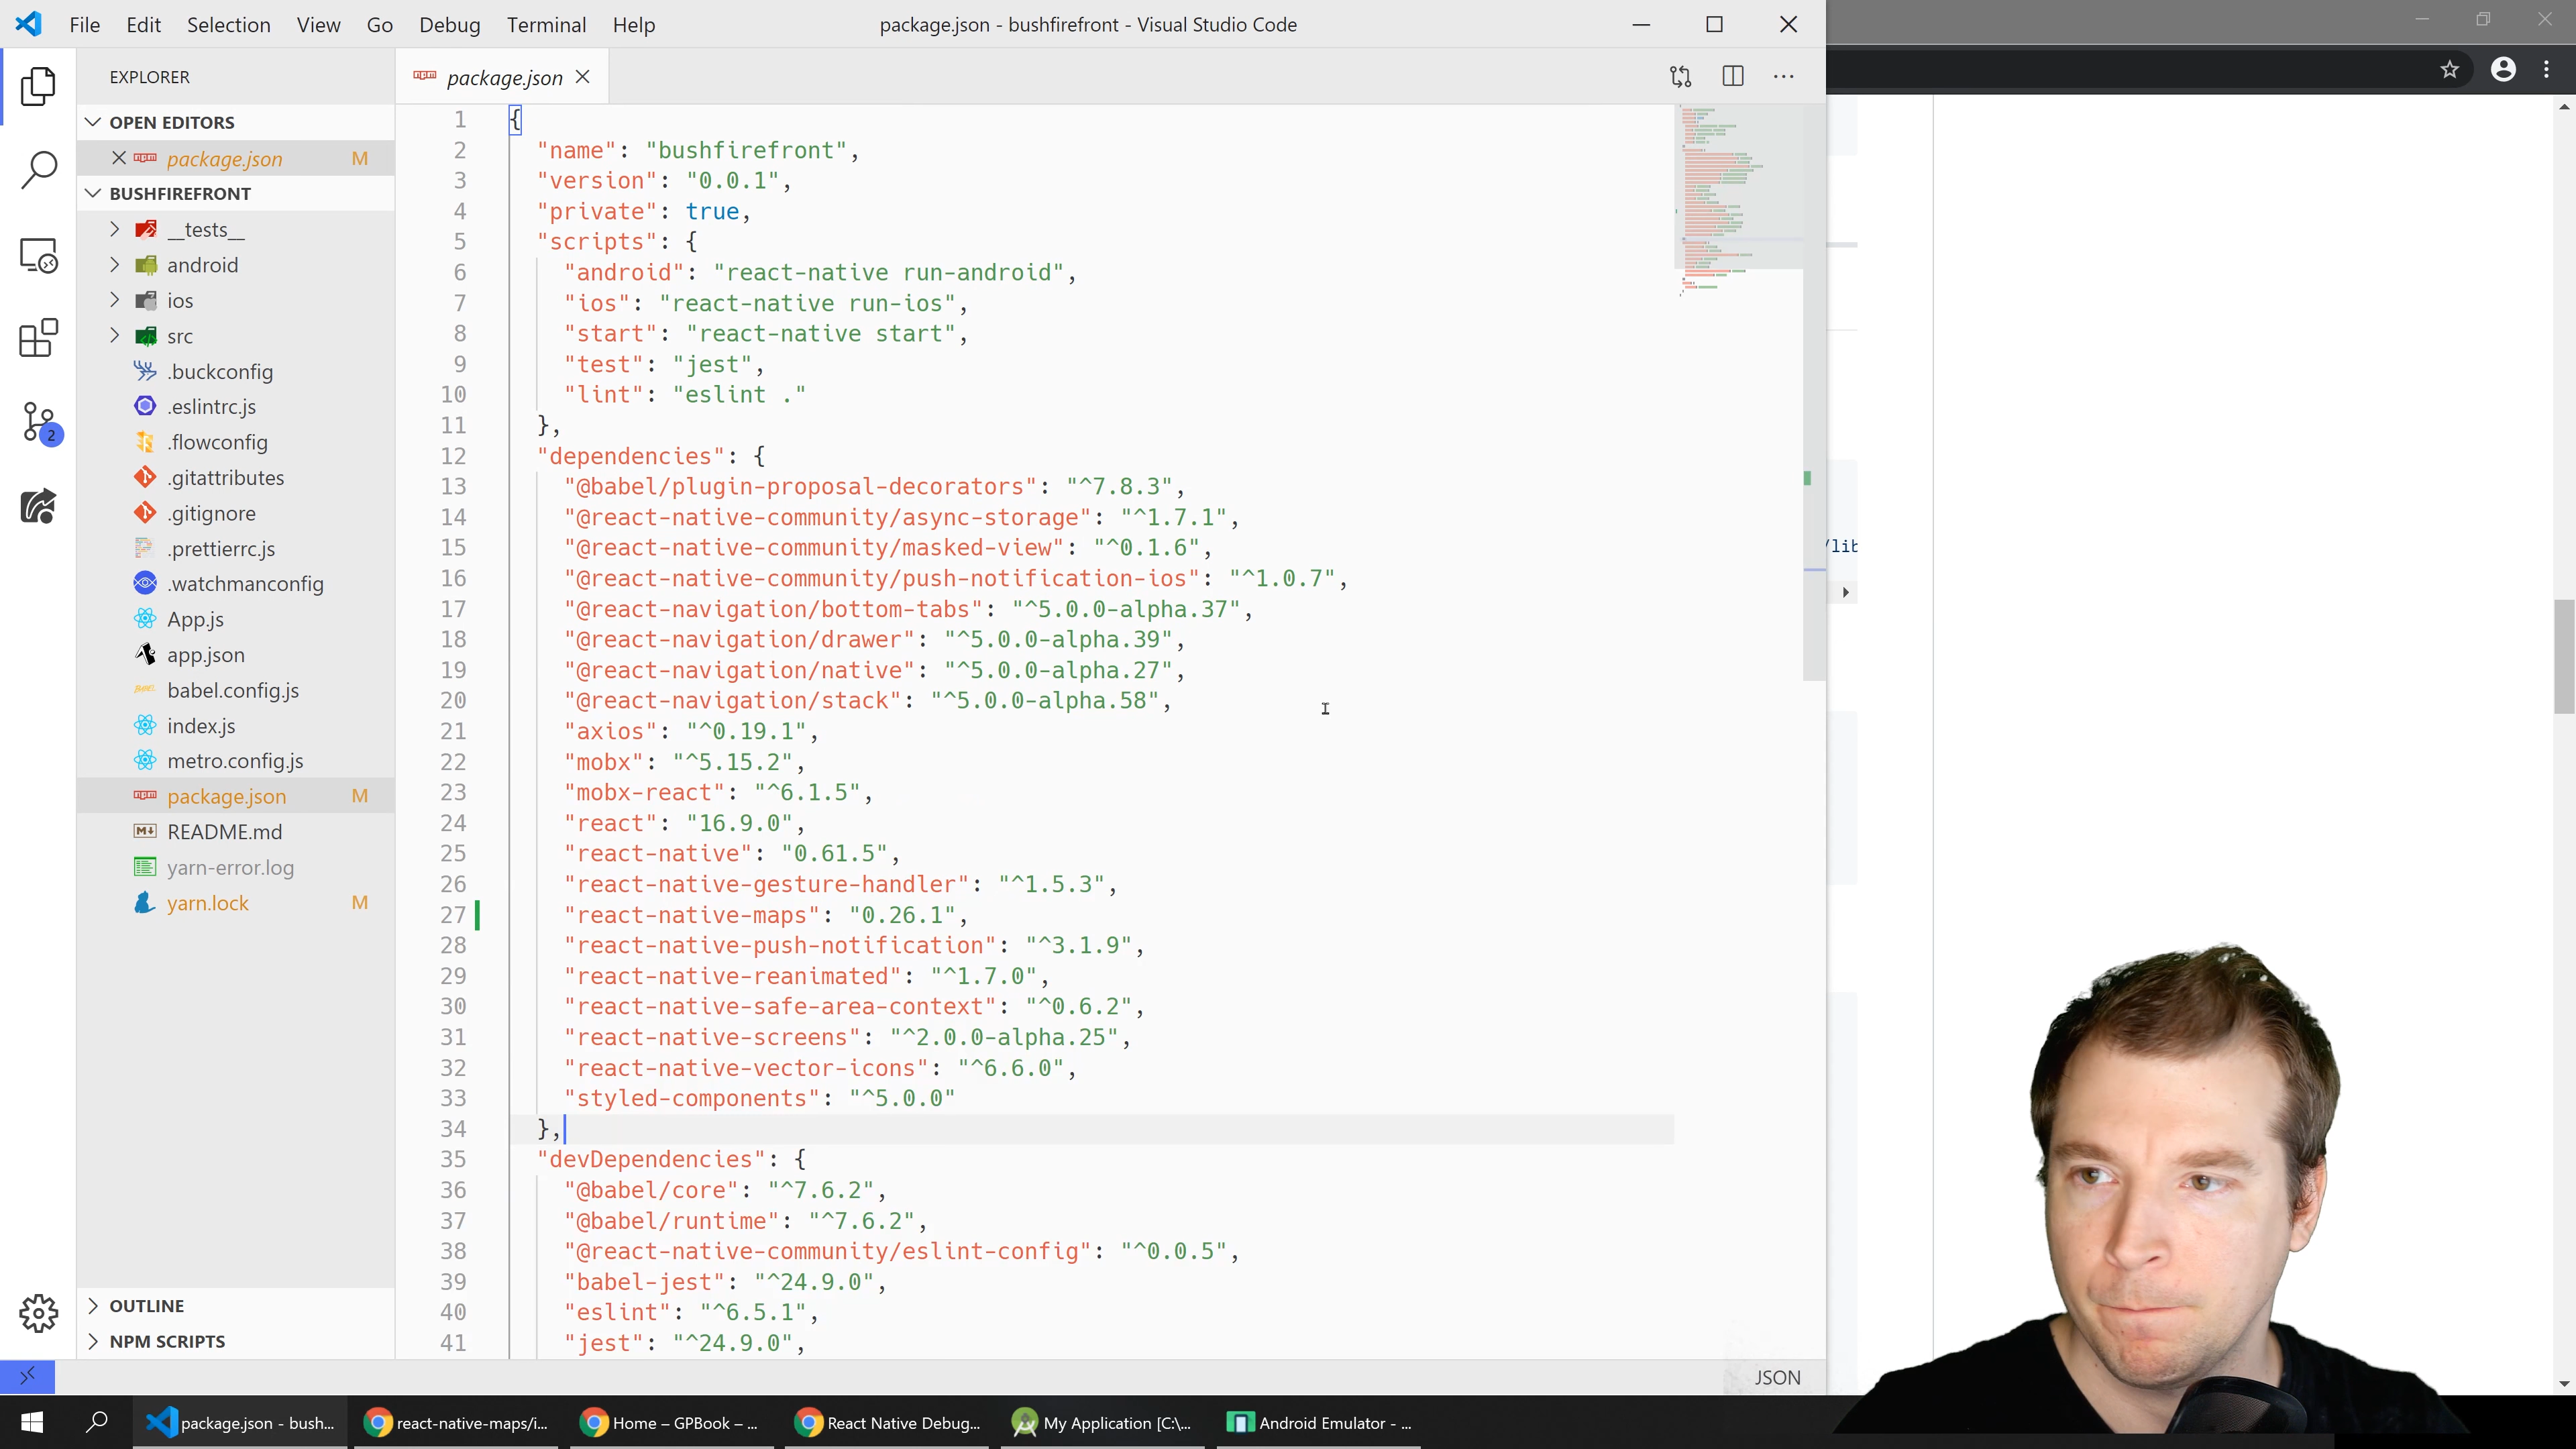 File Edit Selection View Go Debug Terminal Help
package.json - bushfirefront - Visual Studio Code
EXPLORER
OPEN EDITORS
package.json M
BUSHFIREFRONT
__tests__
android
ios
src
.buckconfig
.eslintrc.js
.flowconfig
.gitattributes
.gitignore
.prettierrc.js
.watchmanconfig
App.js
app.json
babel.config.js
index.js
metro.config.js
package.json M
README.md
yarn-error.log
yarn.lock M
OUTLINE
NPM SCRIPTS
2
package.json
1 {
2 "name": "bushfirefront",
3 "version": "0.0.1",
4 "private": true,
5 "scripts": {
6 "android": "react-native run-android",
7 "ios": "react-native run-ios",
8 "start": "react-native start",
9 "test": "jest",
10 "lint": "eslint ."
11 },
12 "dependencies": {
13 "@babel/plugin-proposal-decorators": "^7.8.3",
14 "@react-native-community/async-storage": "^1.7.1",
15 "@react-native-community/masked-view": "^0.1.6",
16 "@react-native-community/push-notification-ios": "^1.0.7",
17 "@react-navigation/bottom-tabs": "^5.0.0-alpha.37",
18 "@react-navigation/drawer": "^5.0.0-alpha.39",
19 "@react-navigation/native": "^5.0.0-alpha.27",
20 "@react-navigation/stack": "^5.0.0-alpha.58",
21 "axios": "^0.19.1",
22 "mobx": "^5.15.2",
23 "mobx-react": "^6.1.5",
24 "react": "16.9.0",
25 "react-native": "0.61.5",
26 "react-native-gesture-handler": "^1.5.3",
27 "react-native-maps": "0.26.1",
28 "react-native-push-notification": "^3.1.9",
29 "react-native-reanimated": "^1.7.0",
30 "react-native-safe-area-context": "^0.6.2",
31 "react-native-screens": "^2.0.0-alpha.25",
32 "react-native-vector-icons": "^6.6.0",
33 "styled-components": "^5.0.0"
34 },
35 "devDependencies": {
36 "@babel/core": "^7.6.2",
37 "@babel/runtime": "^7.6.2",
38 "@react-native-community/eslint-config": "^0.0.5",
39 "babel-jest": "^24.9.0",
40 "eslint": "^6.5.1",
41 "jest": "^24.9.0",
/lib
JSON
package.json - bush...
react-native-maps/i...
Home – GPBook – ...
React Native Debug...
My Application [C:\...
Android Emulator - ...